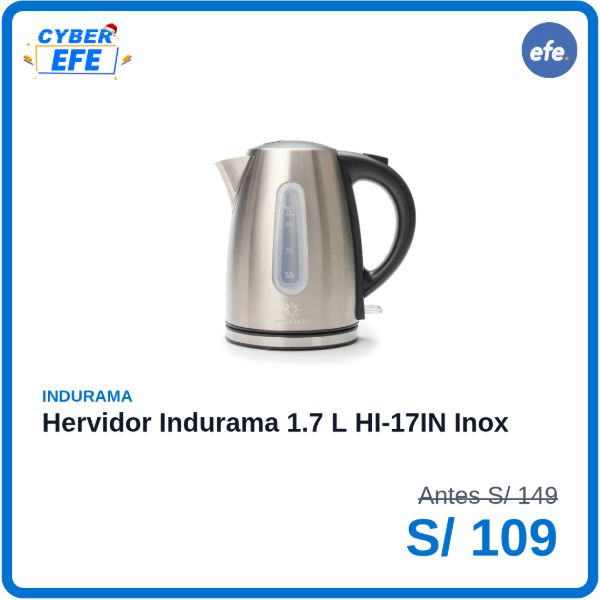 CYBER
EFE
efe.
INDURAMA
Hervidor Indurama 1.7 L HI-17IN Inox
Antes S/ 149
S/ 109